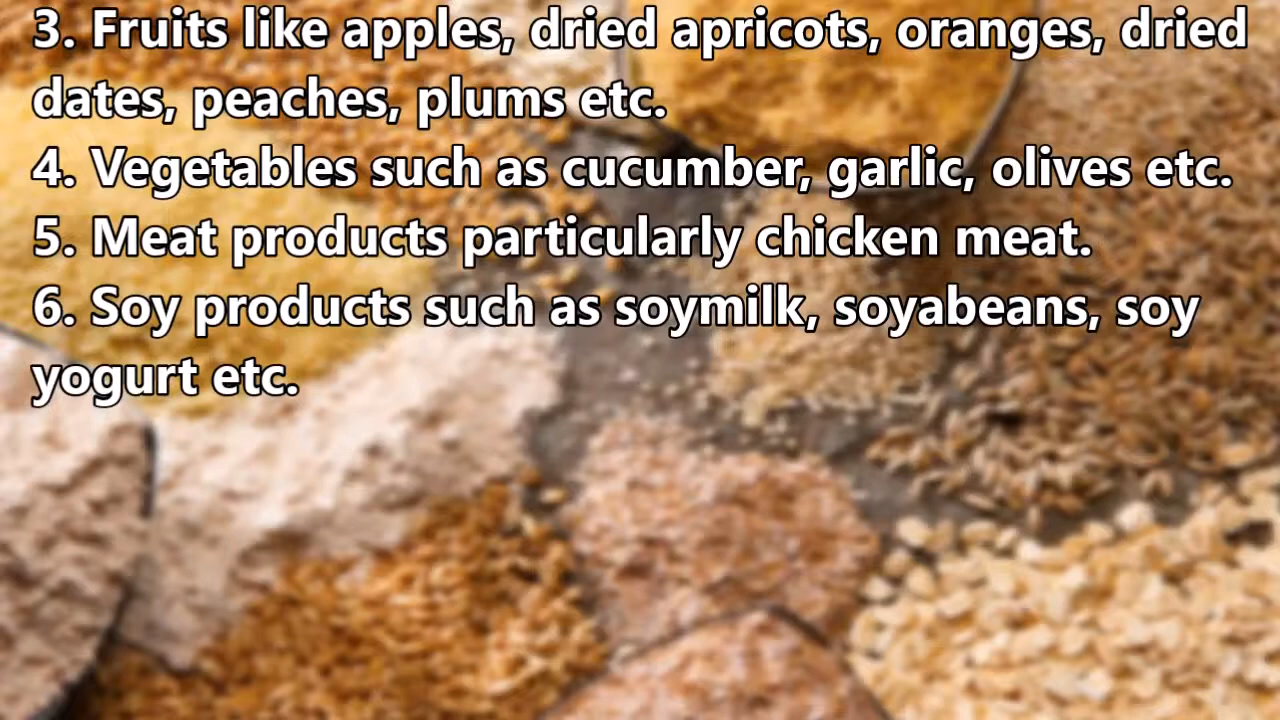 3. Fruits like apples, dried apricots, oranges, dried
dates, peaches, plums etc.
4. Vegetables such as cucumber, garlic, olives etc.
5. Meat products particularly chicken meat.
6. Soy products such as soymilk, soyabeans, soy
yogurt etc.